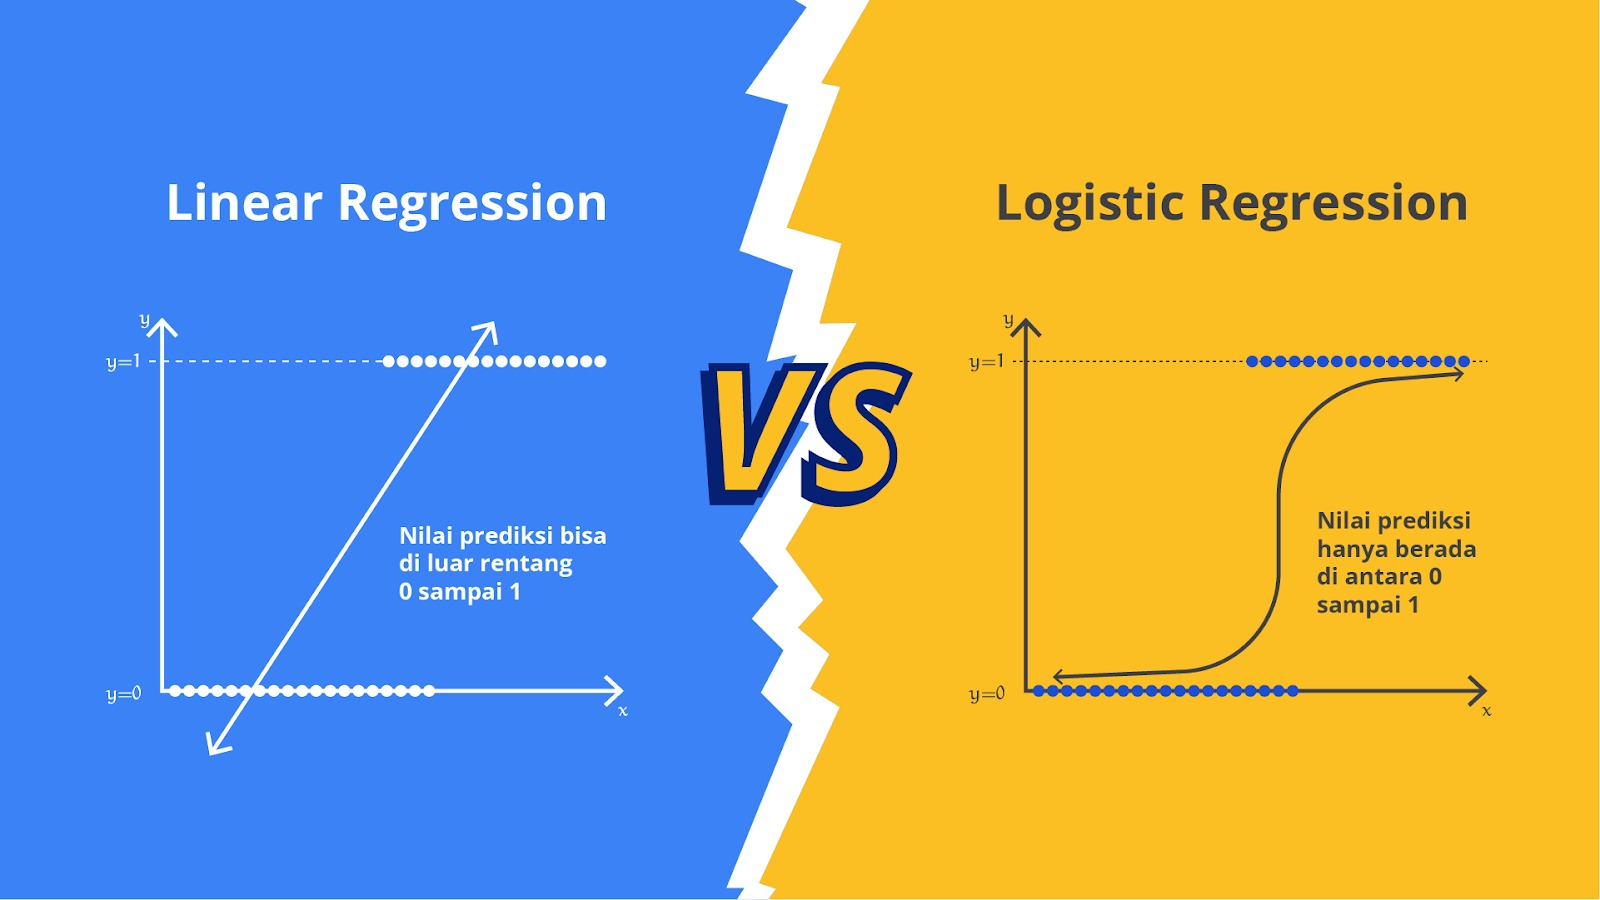 Linear Regression
y
y=1
Nilai prediksi bisa
di luar rentang
0 sampai 1
y=0
x
VS
Logistic Regression
y
y=1
Nilai prediksi
hanya berada
di antara 0
sampai 1
y=0
x